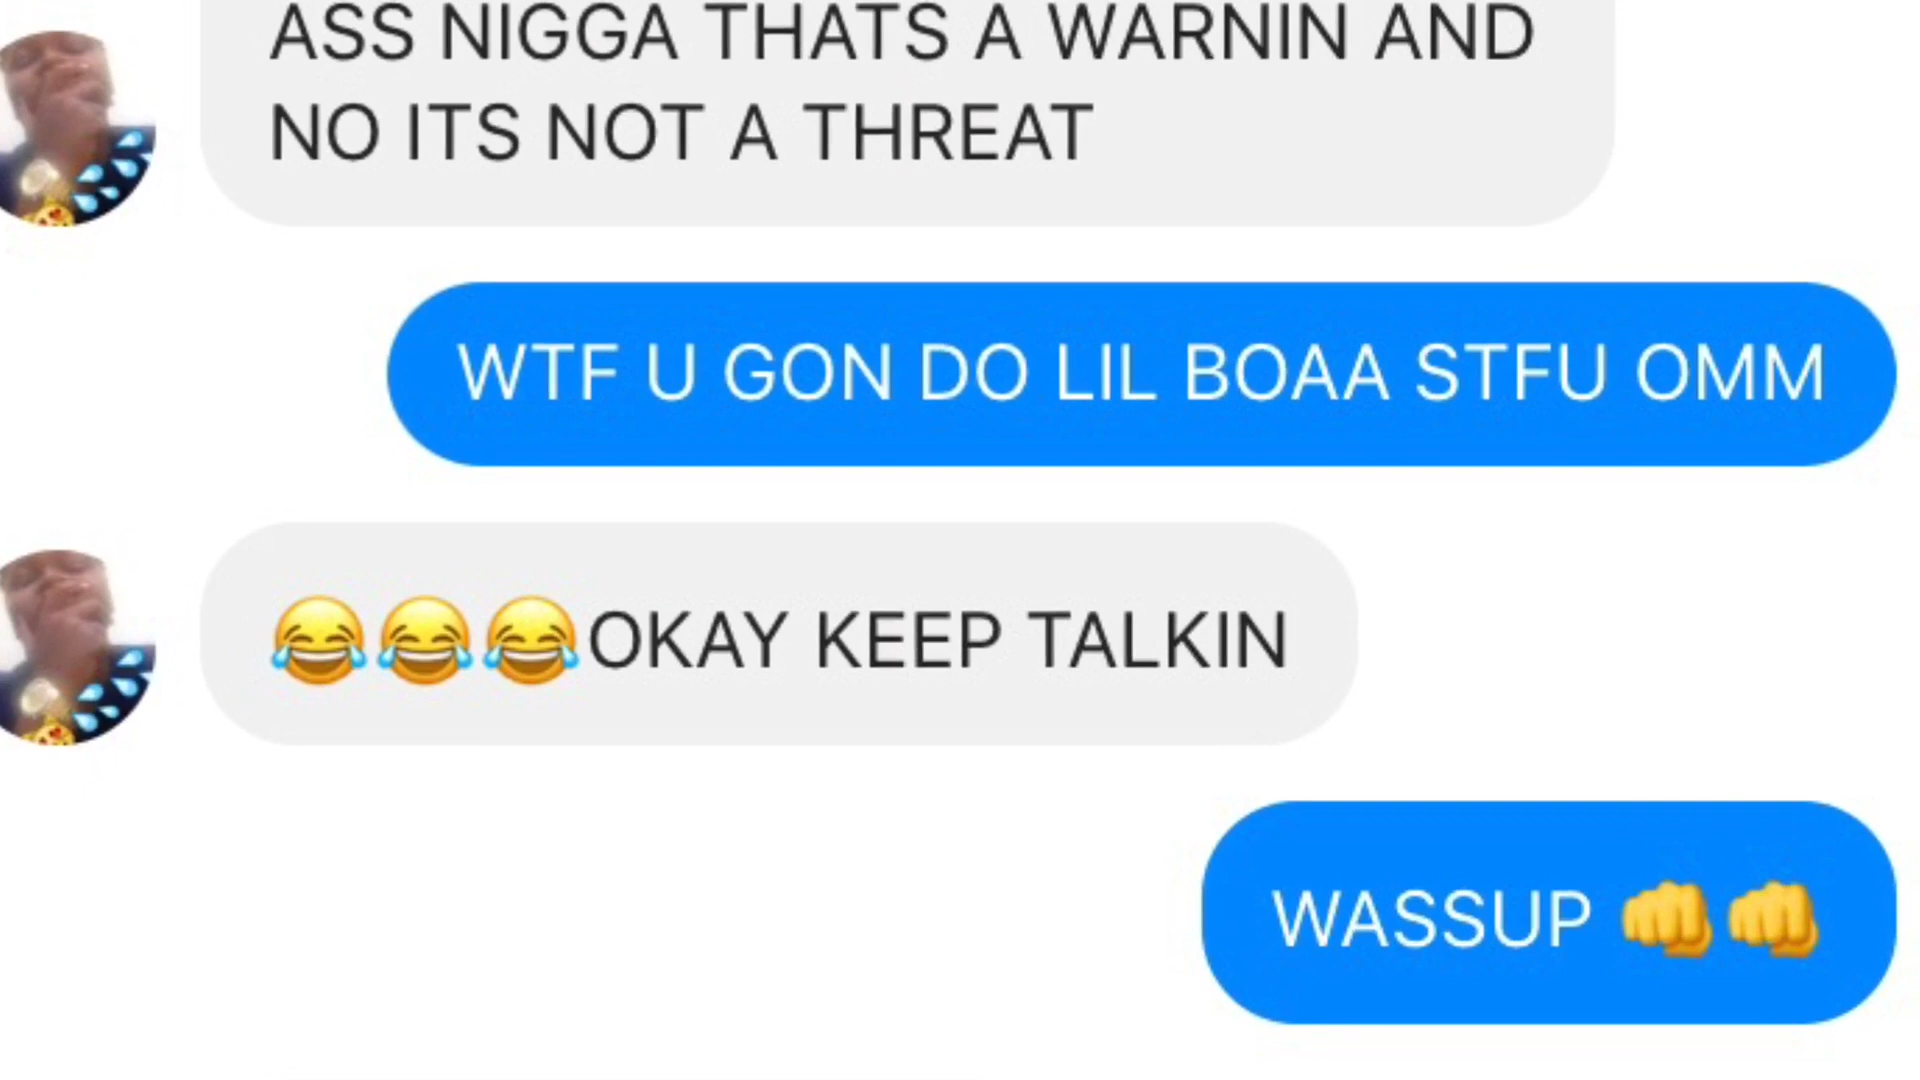 ASS NIGGA THATS A WARNIN AND
NO ITS NOT A THREAT
WTF U GON DO LIL BOAA STFU OMM
😂😂😂OKAY KEEP TALKIN
WASSUP 👊👊